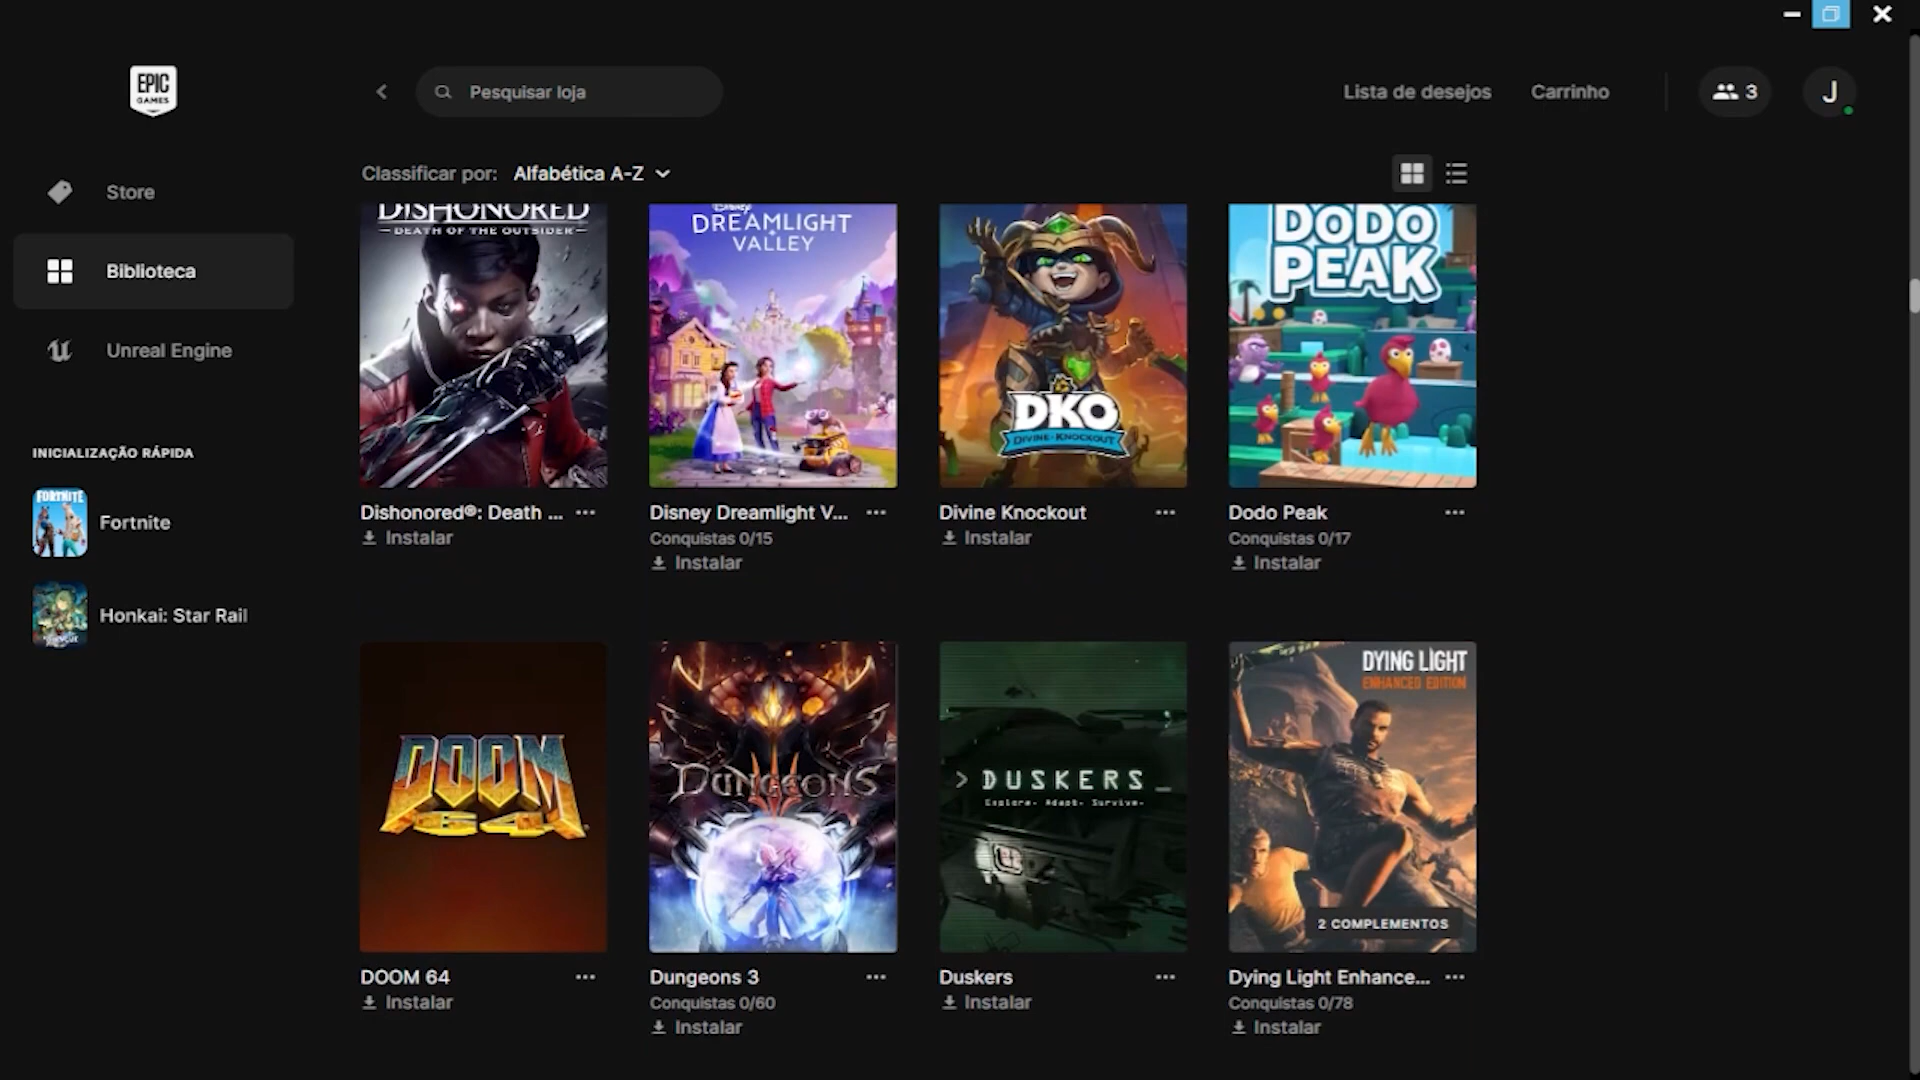 EPIC
GAMES
Pesquisar loja
Lista de desejos
Carrinho
3
J
Store
Biblioteca
Unreal Engine
INICIALIZAÇÃO RÁPIDA
FORTNITE
Fortnite
Honkai: Star Rail
Classificar por: Alfabética A-Z
DISHONORED
DEATH OF THE OUTSIDER
Disney
DREAMLIGHT
VALLEY
DKO
DIVINE KNOCKOUT
DODO
PEAK
Dishonored®: Death ...
Instalar
Disney Dreamlight V...
Conquistas 0/15
Instalar
Divine Knockout
Instalar
Dodo Peak
Conquistas 0/17
Instalar
DOOM
64
DUNGEONS
> DUSKERS_
Explore. Adapt. Survive.
DYING LIGHT
ENHANCED EDITION
2 COMPLEMENTOS
DOOM 64
Instalar
Dungeons 3
Conquistas 0/60
Instalar
Duskers
Instalar
Dying Light Enhance...
Conquistas 0/78
Instalar